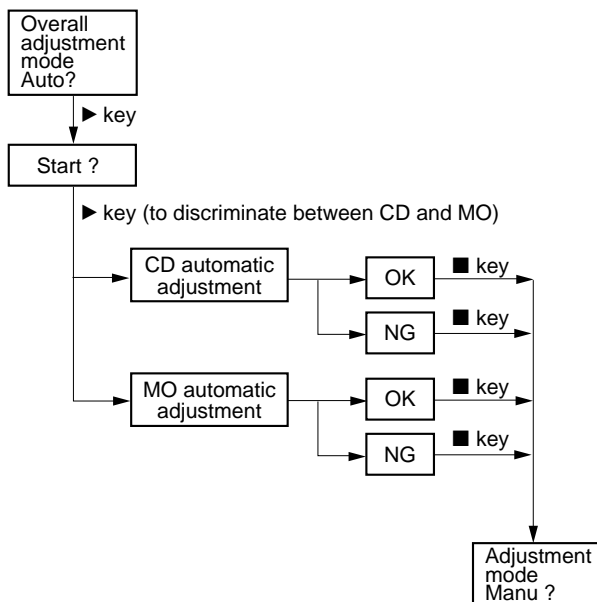 Overall
adjustment
mode
Auto?
▶ key
Start ?
▶ key (to discriminate between CD and MO)
CD automatic
adjustment
OK
■ key
NG
■ key
MO automatic
adjustment
OK
■ key
NG
■ key
Adjustment
mode
Manu ?